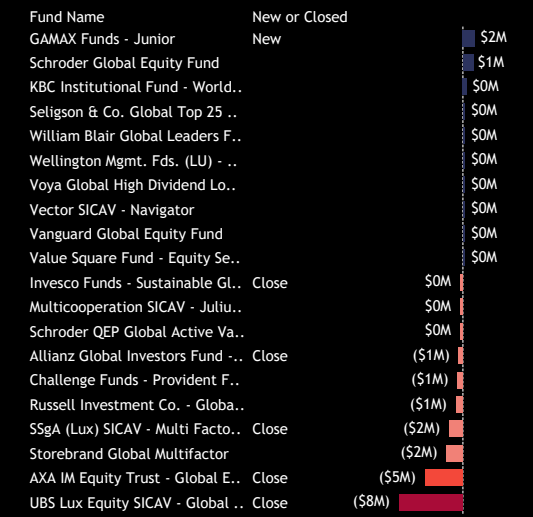 Fund Name New or Closed
GAMAX Funds - Junior New $2M
Schroder Global Equity Fund $1M
KBC Institutional Fund - World.. $0M
Seligson & Co. Global Top 25 .. $0M
William Blair Global Leaders F.. $0M
Wellington Mgmt. Fds. (LU) - .. $0M
Voya Global High Dividend Lo.. $0M
Vector SICAV - Navigator $0M
Vanguard Global Equity Fund $0M
Value Square Fund - Equity Se.. $0M
Invesco Funds - Sustainable Gl.. Close $0M
Multicooperation SICAV - Juliu.. $0M
Schroder QEP Global Active Va.. $0M
Allianz Global Investors Fund -.. Close ($1M)
Challenge Funds - Provident F.. ($1M)
Russell Investment Co. - Globa.. ($1M)
SSgA (Lux) SICAV - Multi Facto.. Close ($2M)
Storebrand Global Multifactor ($2M)
AXA IM Equity Trust - Global E.. Close ($5M)
UBS Lux Equity SICAV - Global .. Close ($8M)